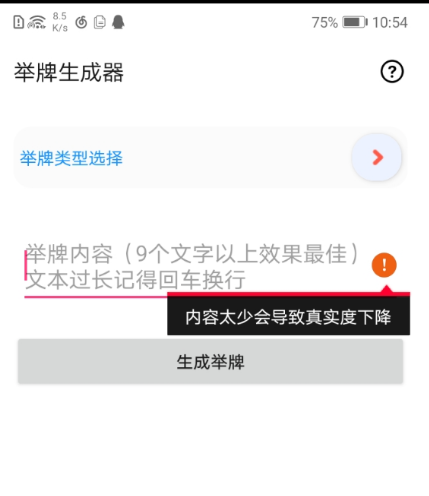 8.5
K/s
75%
10:54
举牌生成器
举牌类型选择
举牌内容（9个文字以上效果最佳）
文本过长记得回车换行
内容太少会导致真实度下降
生成举牌